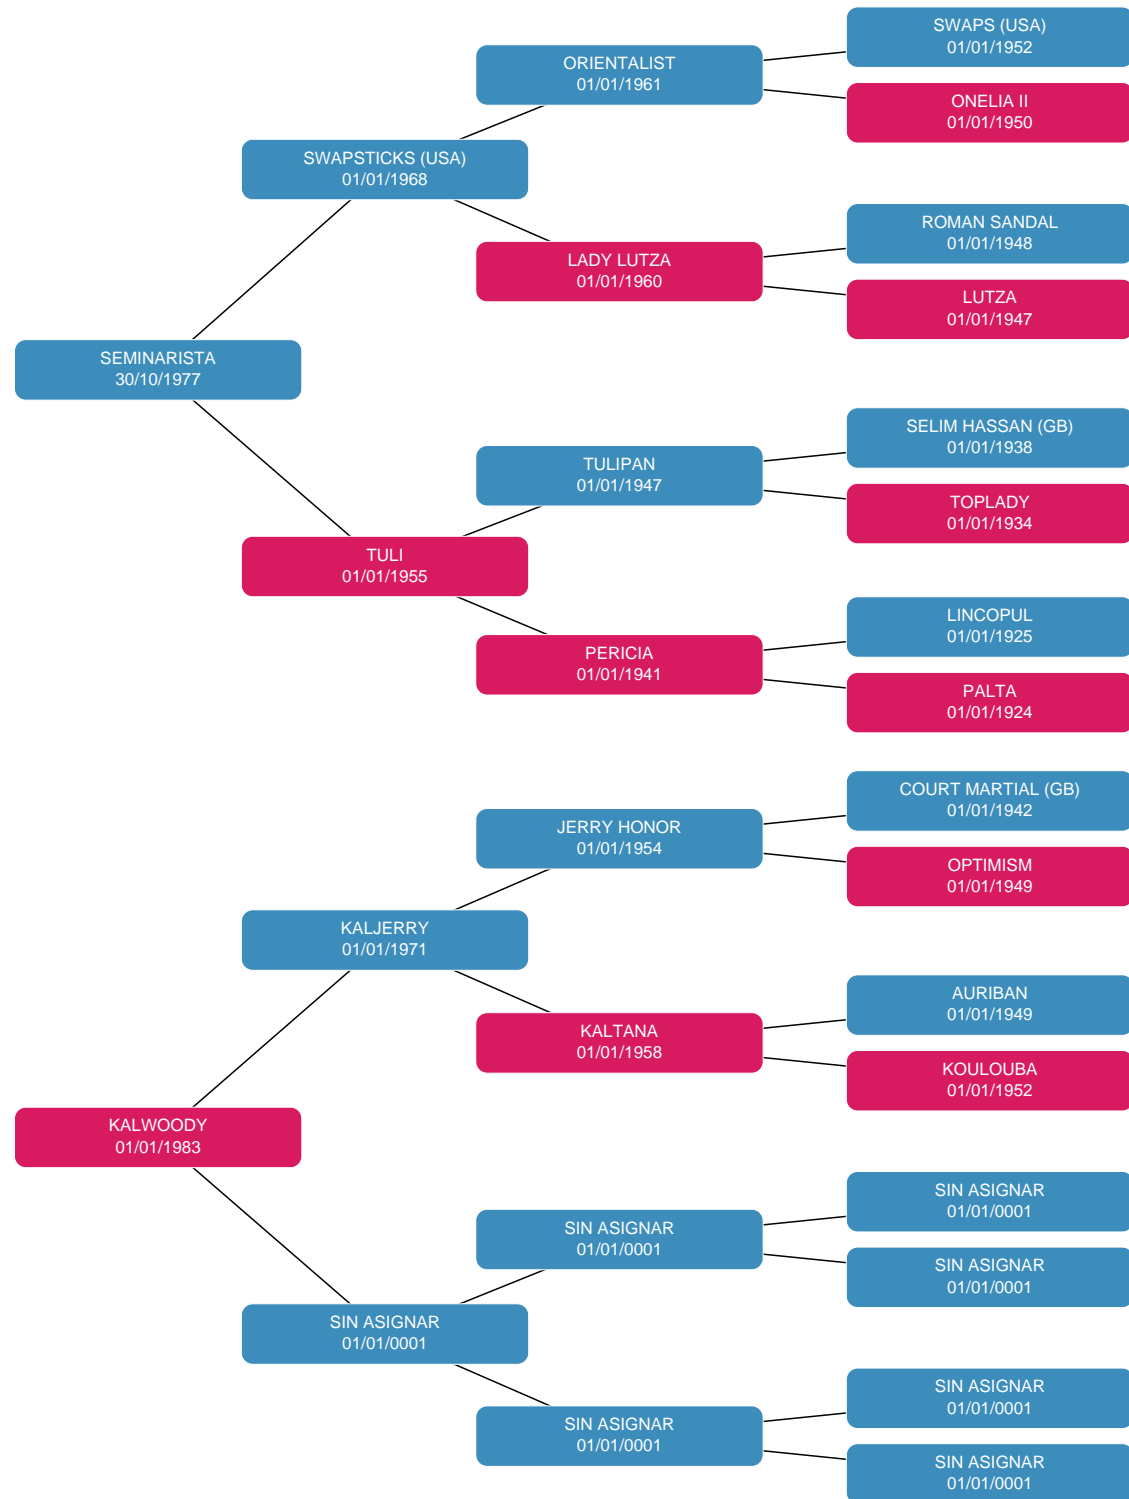 SWAPS (USA)
01/01/1952
ORIENTALIST
01/01/1961
ONELIA II
01/01/1950
SWAPSTICKS (USA)
01/01/1968
ROMAN SANDAL
01/01/1948
LADY LUTZA
01/01/1960
LUTZA
01/01/1947
SEMINARISTA
30/10/1977
SELIM HASSAN (GB)
01/01/1938
TULIPAN
01/01/1947
TOPLADY
01/01/1934
TULI
01/01/1955
LINCOPUL
01/01/1925
PERICIA
01/01/1941
PALTA
01/01/1924
COURT MARTIAL (GB)
01/01/1942
JERRY HONOR
01/01/1954
OPTIMISM
01/01/1949
KALJERRY
01/01/1971
AURIBAN
01/01/1949
KALTANA
01/01/1958
KOULOUBA
01/01/1952
KALWOODY
01/01/1983
SIN ASIGNAR
01/01/0001
SIN ASIGNAR
01/01/0001
SIN ASIGNAR
01/01/0001
SIN ASIGNAR
01/01/0001
SIN ASIGNAR
01/01/0001
SIN ASIGNAR
01/01/0001
SIN ASIGNAR
01/01/0001